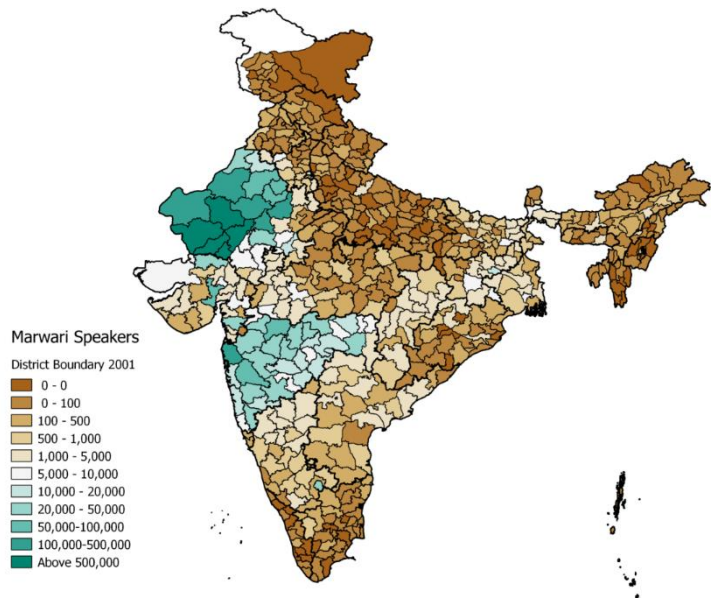 Marwari Speakers
District Boundary 2001
0 - 0
0 - 100
100 - 500
500 - 1,000
1,000 - 5,000
5,000 - 10,000
10,000 - 20,000
20,000 - 50,000
50,000-100,000
100,000-500,000
Above 500,000